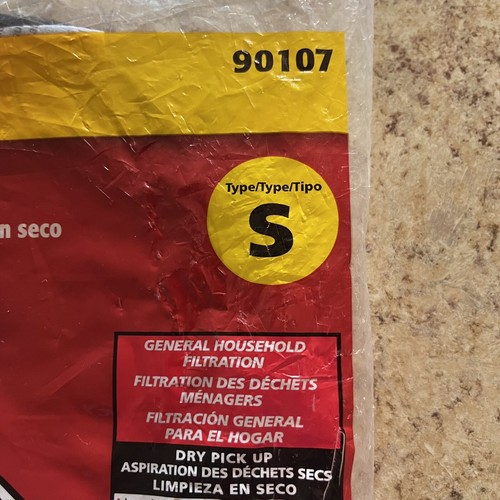 90107
Type/Type/Tipo
S
n seco
GENERAL HOUSEHOLD
FILTRATION
FILTRATION DES DÉCHETS
MÉNAGERS
FILTRACIÓN GENERAL
PARA EL HOGAR
DRY PICK UP
ASPIRATION DES DÉCHETS SECS
LIMPIEZA EN SECO